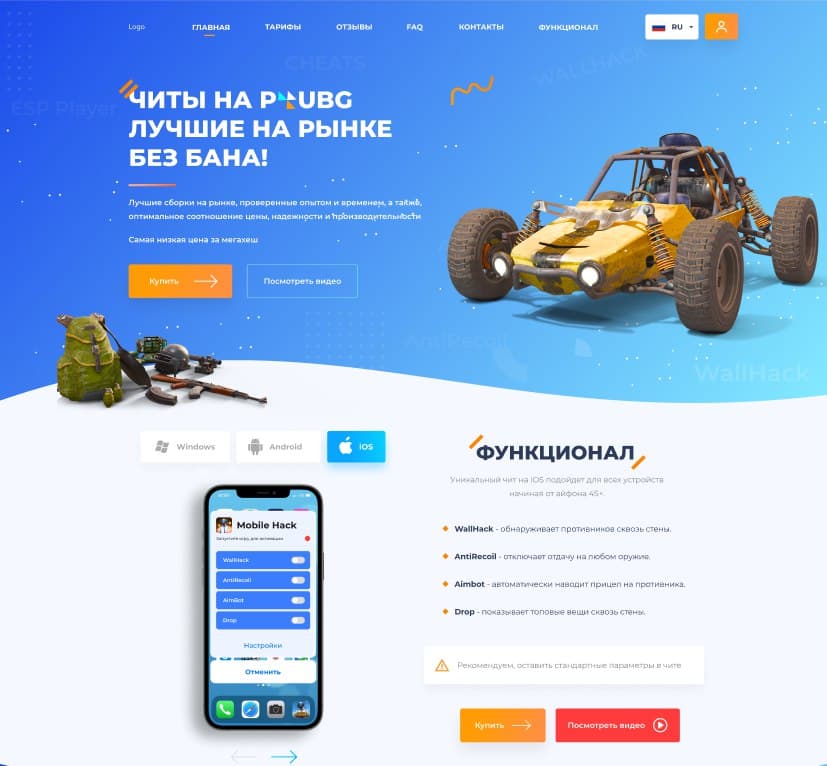 Logo
ГЛАВНАЯ
ТАРИФЫ
ОТЗЫВЫ
FAQ
КОНТАКТЫ
ФУНКЦИОНАЛ
RU
CHEATS
WALLHACK
ESP Player
ЧИТЫ НА P UBG
ЛУЧШИЕ НА РЫНКЕ
БЕЗ БАНА!
Лучшие сборки на рынке, проверенные опытом и временем, а также,
оптимальное соотношение цены, надежности и производительности
Самая низкая цена за мегахеш
Купить
Посмотреть видео
AntiRecoil
WallHack
Windows
Android
iOS
ФУНКЦИОНАЛ
Уникальный чит на IOS подойдет для всех устройств
начиная от айфона 4S+.
WallHack - обнаруживает противников сквозь стены.
AntiRecoil - отключает отдачу на любом оружие.
Aimbot - автоматически наводит прицел на противника.
Drop - показывает топовые вещи сквозь стены.
Рекомендуем, оставить стандартные параметры в чите
Купить
Посмотреть видео
Mobile Hack
Запустите игру, для активации
WallHack
AntiRecoil
AimBot
Drop
Настройки
Отменить